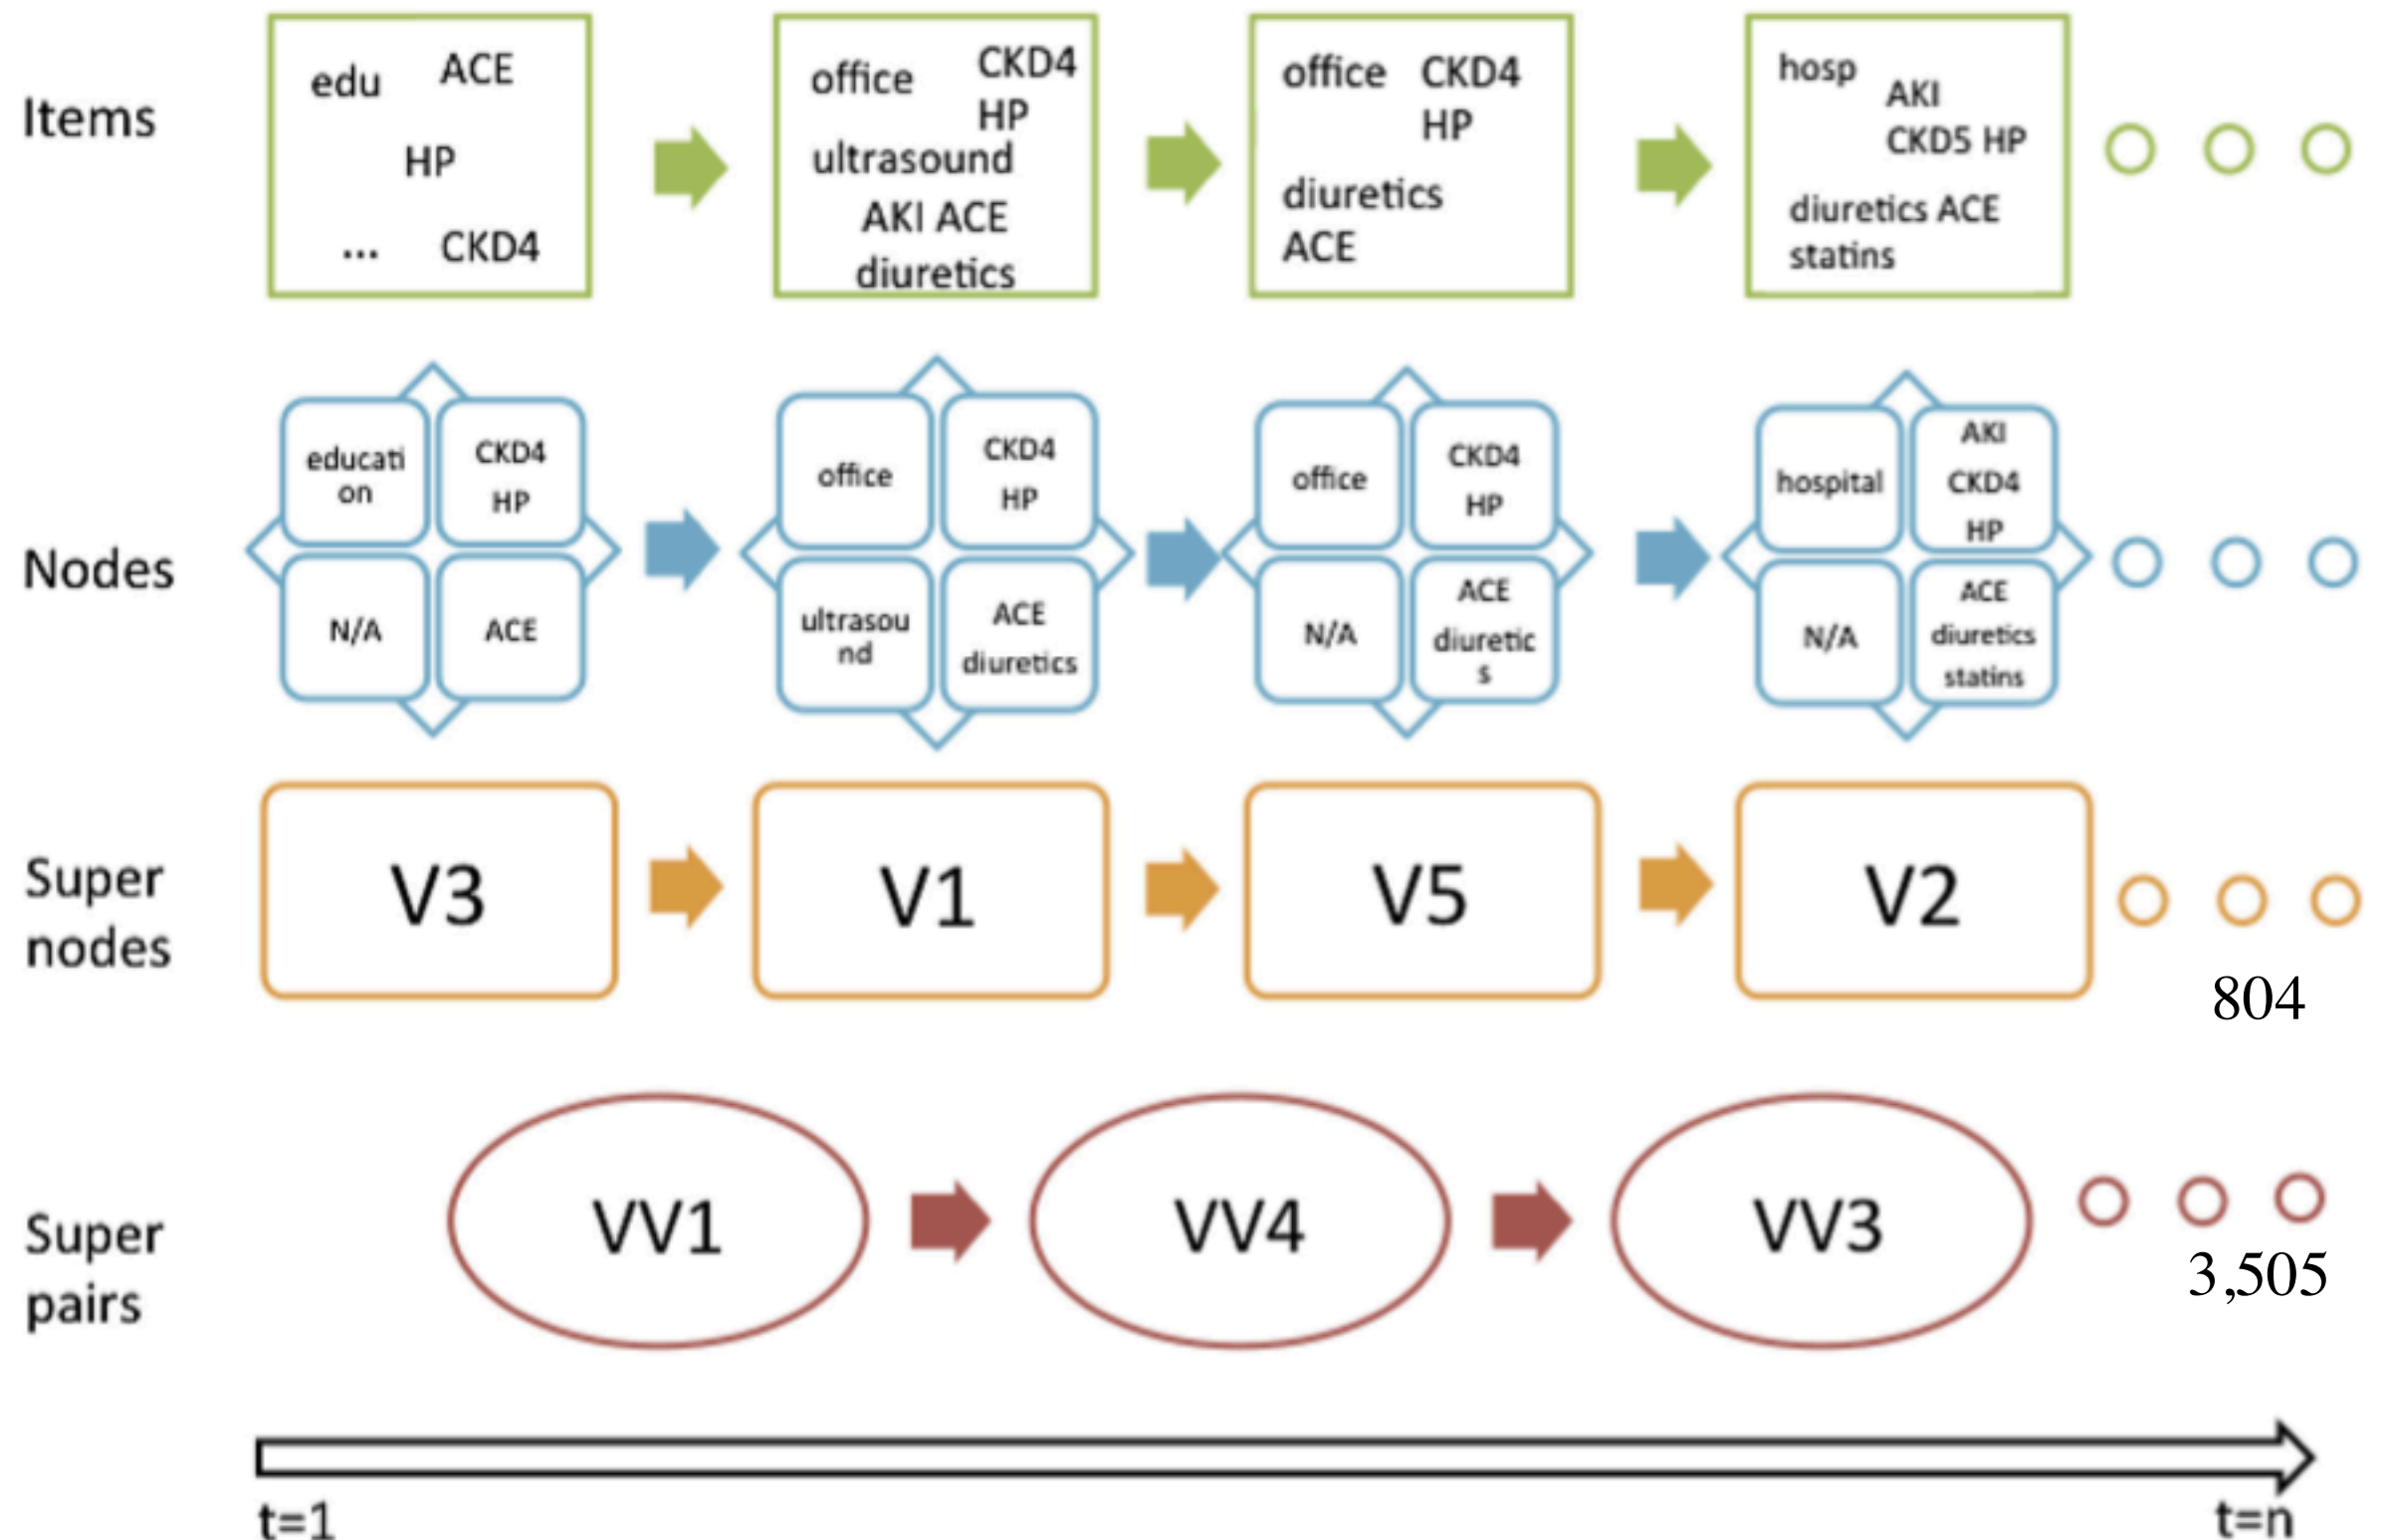 Items
edu ACE
HP
... CKD4
office CKD4
HP
ultrasound
AKI ACE
diuretics
office CKD4
HP
diuretics
ACE
hosp
AKI
CKD5 HP
diuretics ACE
statins
Nodes
educati
on
CKD4
HP
N/A
ACE
office
CKD4
HP
ultrasou
nd
ACE
diuretics
office
CKD4
HP
N/A
ACE
diuretic
s
hospital
AKI
CKD4
HP
N/A
ACE
diuretics
statins
Super
nodes
V3
V1
V5
V2
804
Super
pairs
VV1
VV4
VV3
3,505
t=1
t=n